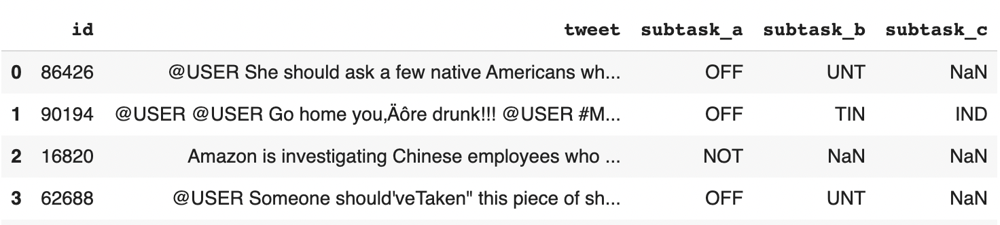 id tweet subtask_a subtask_b subtask_c
0 86426 @USER She should ask a few native Americans wh... OFF UNT NaN
1 90194 @USER @USER Go home you‚Äôre drunk!!! @USER #M... OFF TIN IND
2 16820 Amazon is investigating Chinese employees who ... NOT NaN NaN
3 62688 @USER Someone should'veTaken" this piece of sh... OFF UNT NaN